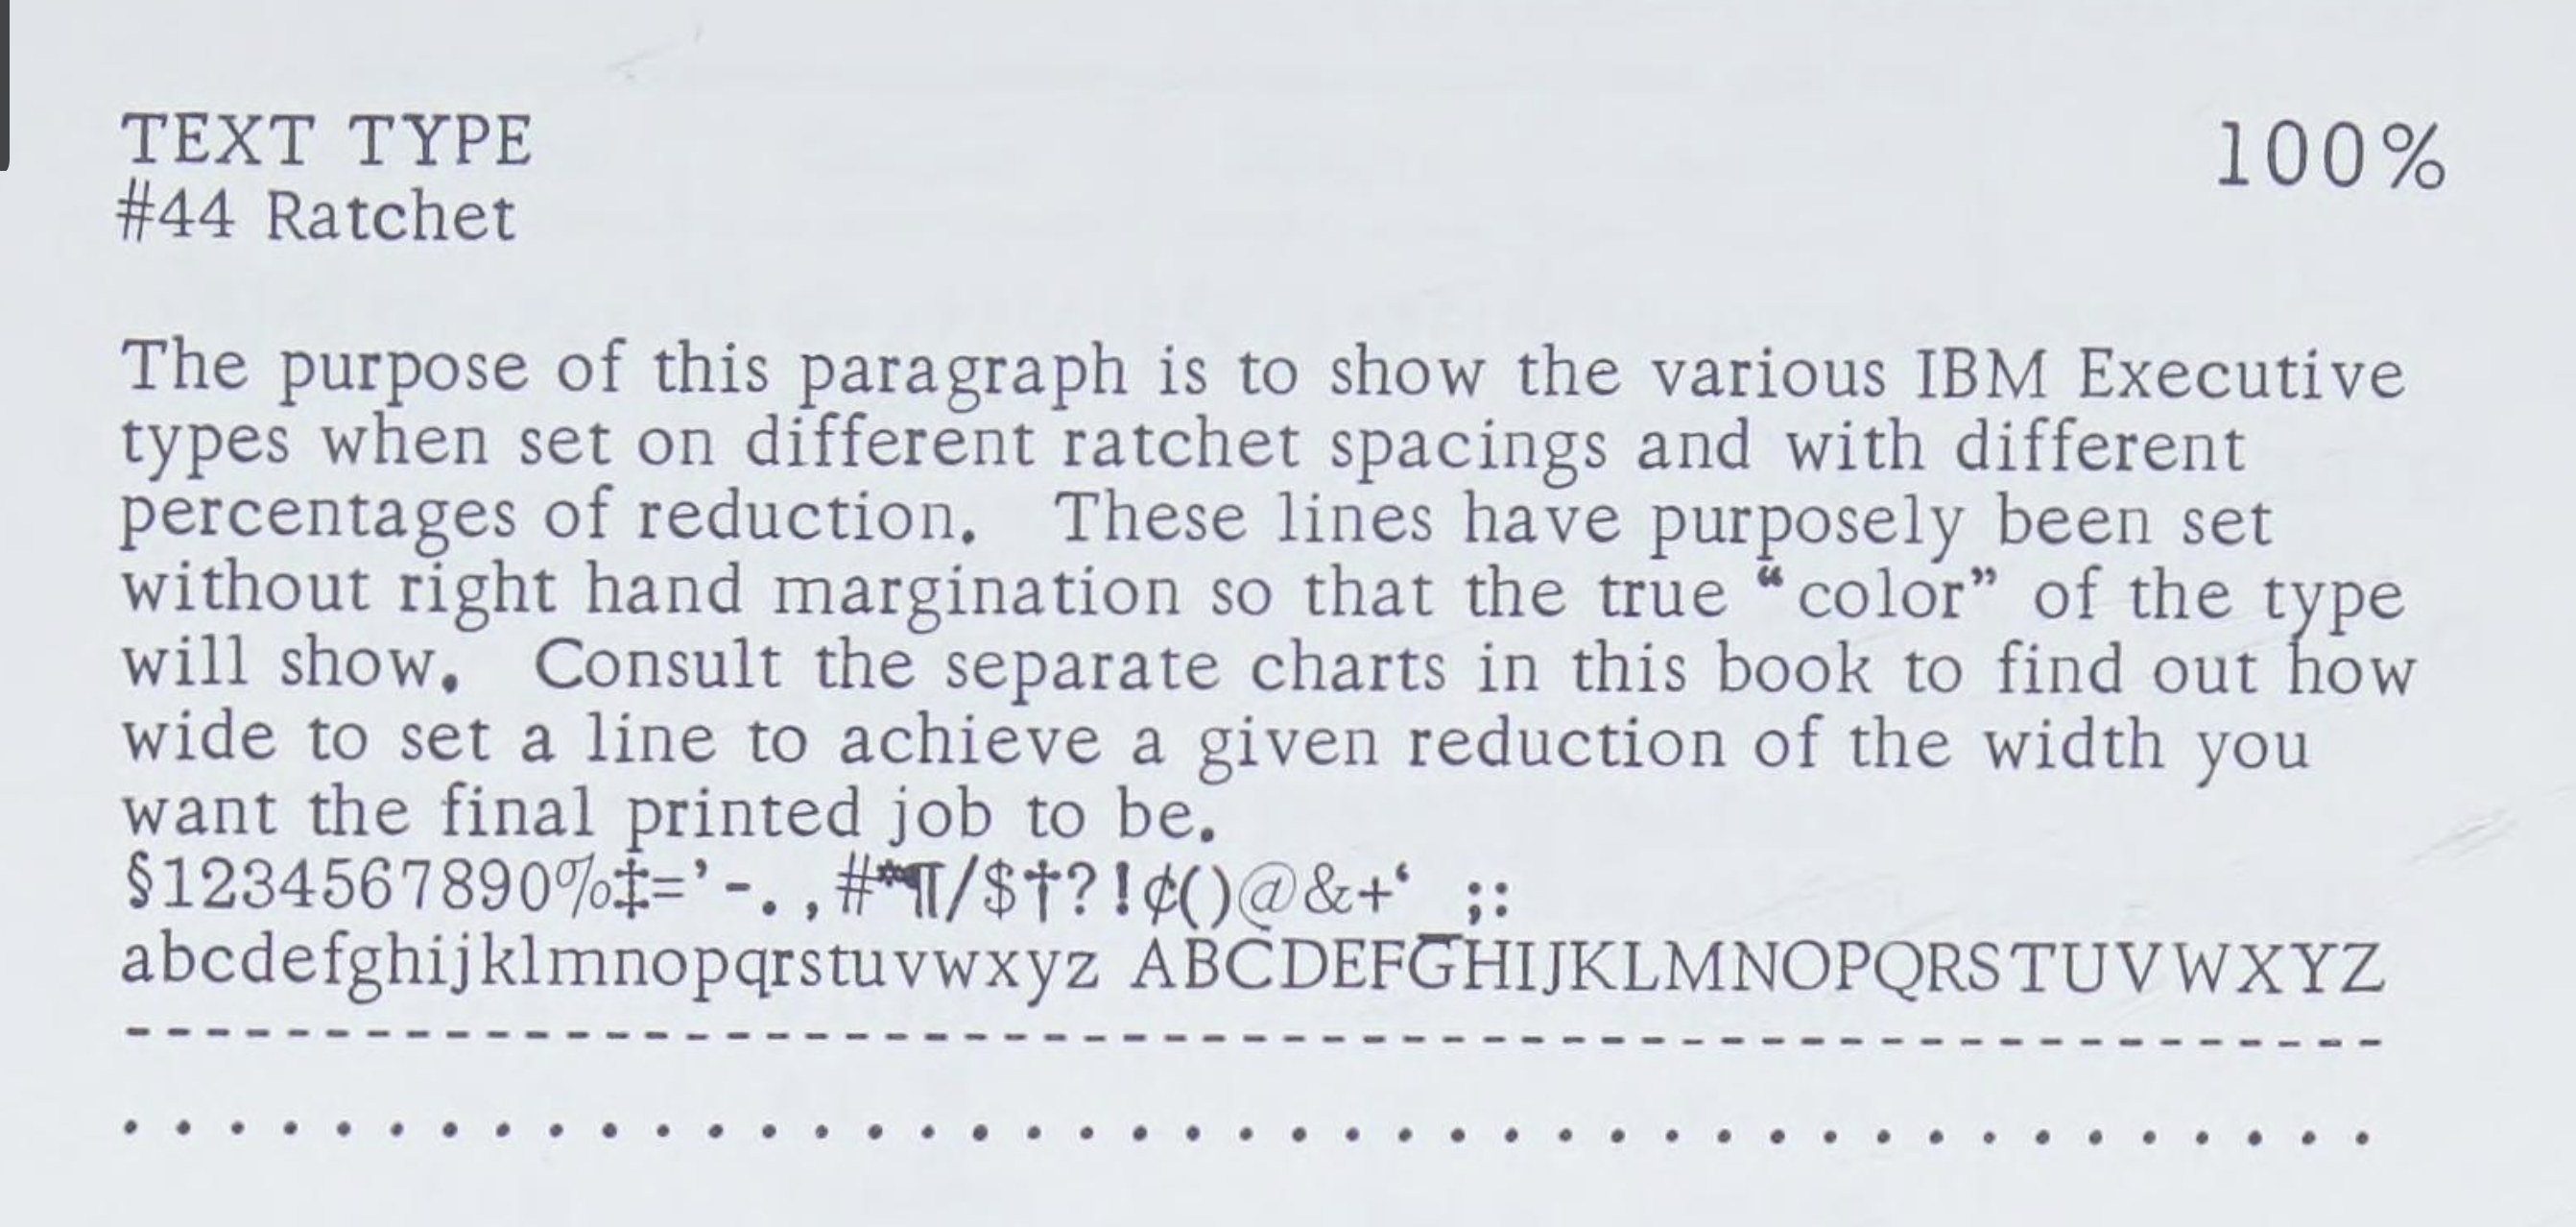 TEXT TYPE
100%
#44 Ratchet
The purpose of this paragraph is to show the various IBM Executive
types when set on different ratchet spacings and with different
percentages of reduction.  These lines have purposely been set
without right hand margination so that the true “color” of the type
will show.  Consult the separate charts in this book to find out how
wide to set a line to achieve a given reduction of the width you
want the final printed job to be.
§1234567890%‡=’-.,#*¶/$†?!¢()@&+‘_;:
abcdefghijklmnopqrstuvwxyz ABCDEFGHIJKLMNOPQRSTUVWXYZ
---------------------------------------------------------
...........................................